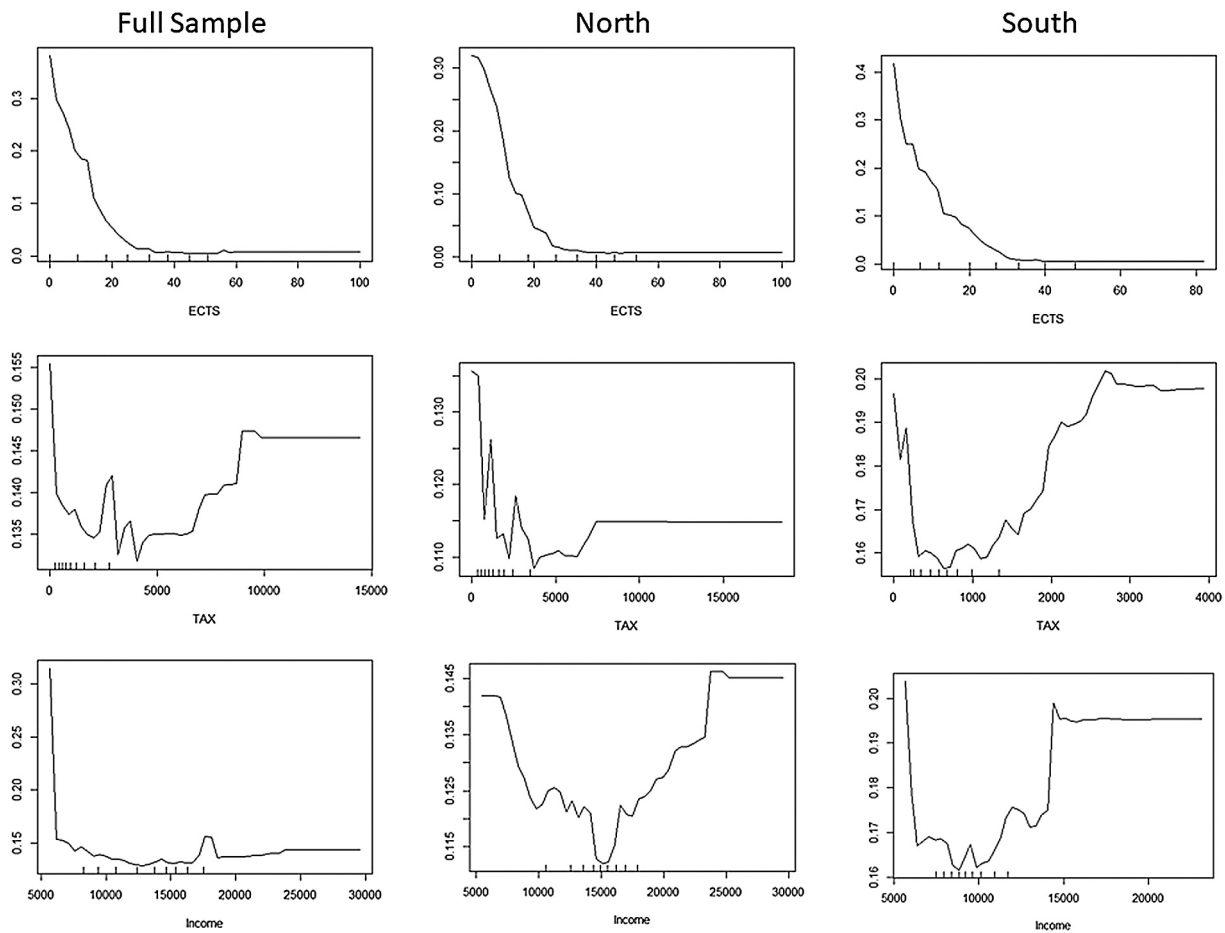 Full Sample North South
0.3
0.2
0.1
0.0
0 20 40 60 80 100
ECTS
0.30
0.20
0.10
0.00
0 20 40 60 80 100
ECTS
0.4
0.3
0.2
0.1
0.0
0 20 40 60 80
ECTS
0.155
0.150
0.145
0.140
0.135
0 5000 10000 15000
TAX
0.130
0.120
0.110
0 5000 10000 15000
TAX
0.20
0.19
0.18
0.17
0.16
0 1000 2000 3000 4000
TAX
0.30
0.25
0.20
0.15
5000 10000 15000 20000 25000 30000
Income
0.145
0.135
0.125
0.115
5000 10000 15000 20000 25000 30000
Income
0.20
0.19
0.18
0.17
0.16
5000 10000 15000 20000
Income